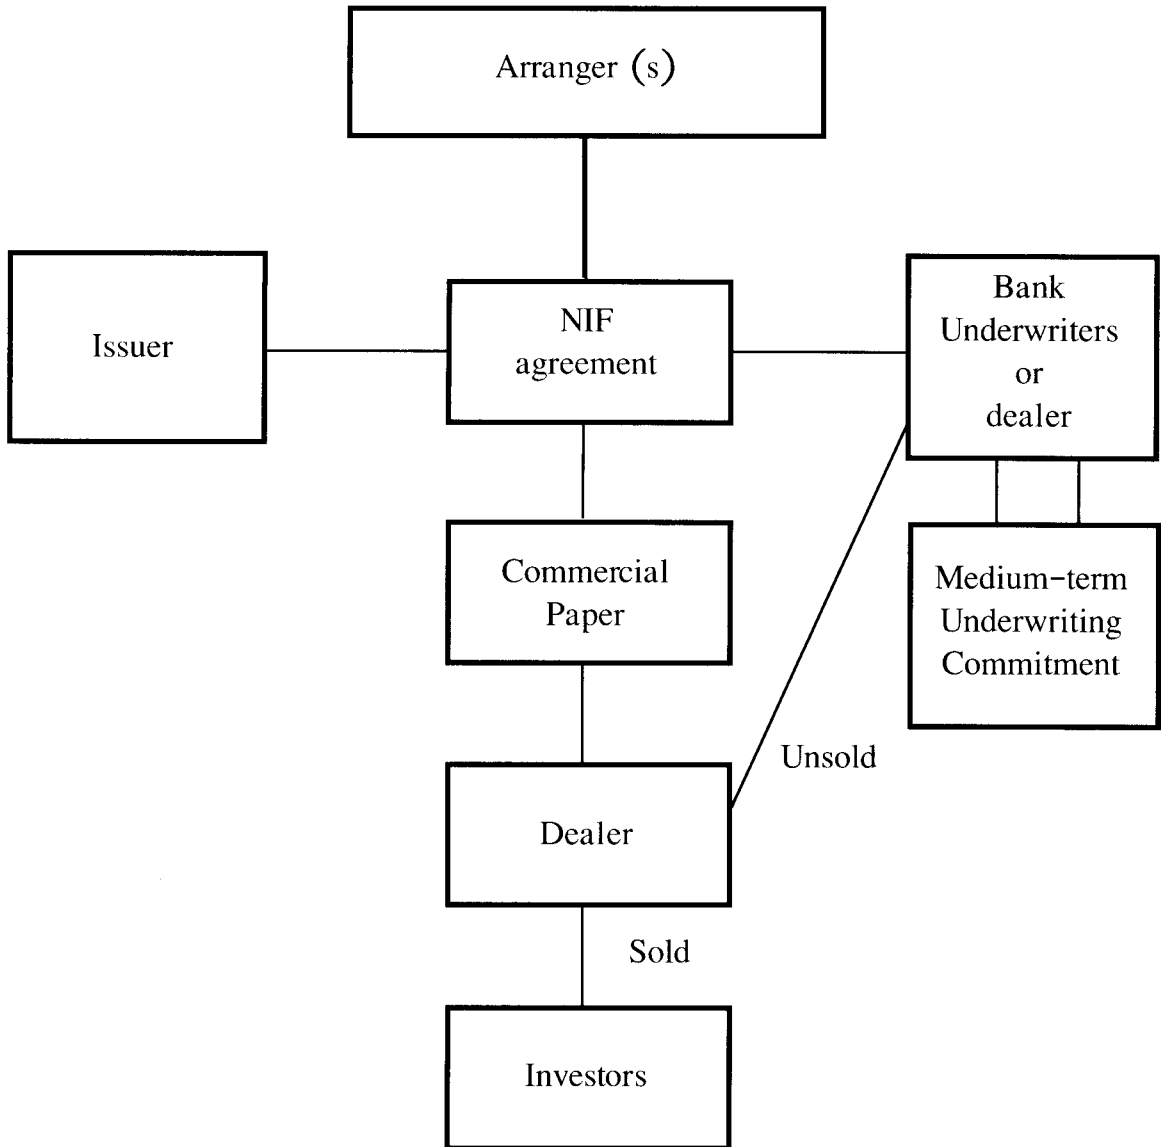 Arranger (s)
Issuer
NIF
agreement
Bank
Underwriters
or
dealer
Commercial
Paper
Medium-term
Underwriting
Commitment
Unsold
Dealer
Sold
Investors